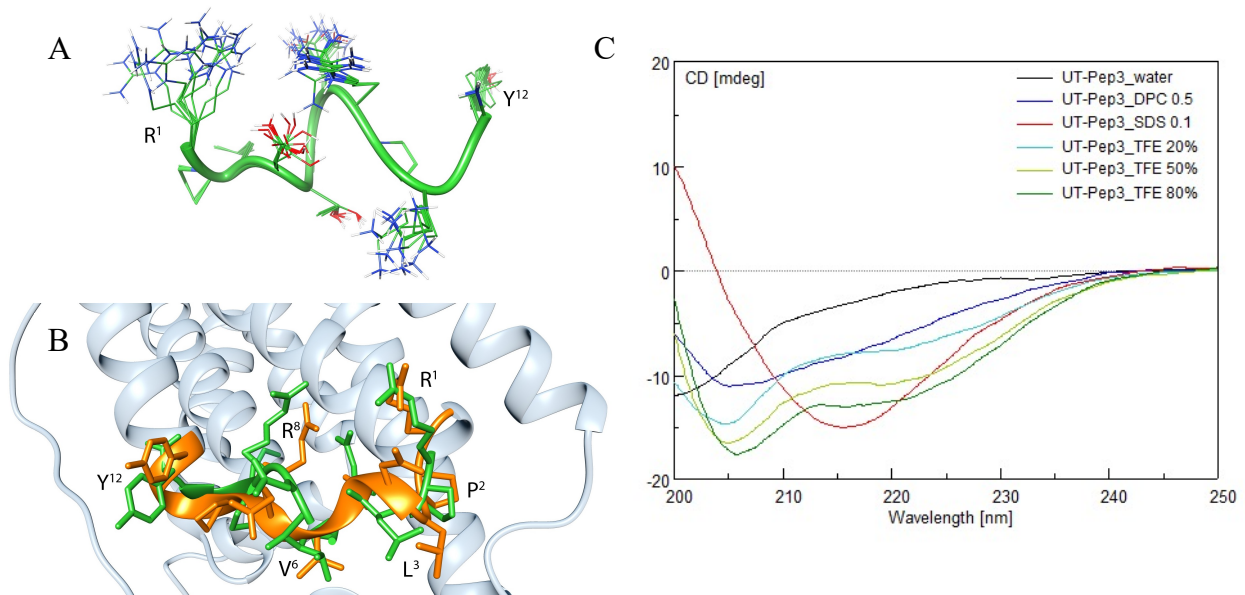 A
R1
Y12
B
R1
R8
Y12
P2
V6
L3
C
CD [mdeg]
UT-Pep3_water
UT-Pep3_DPC 0.5
UT-Pep3_SDS 0.1
UT-Pep3_TFE 20%
UT-Pep3_TFE 50%
UT-Pep3_TFE 80%
20
10
0
-10
-20
200 210 220 230 240 250
Wavelength [nm]